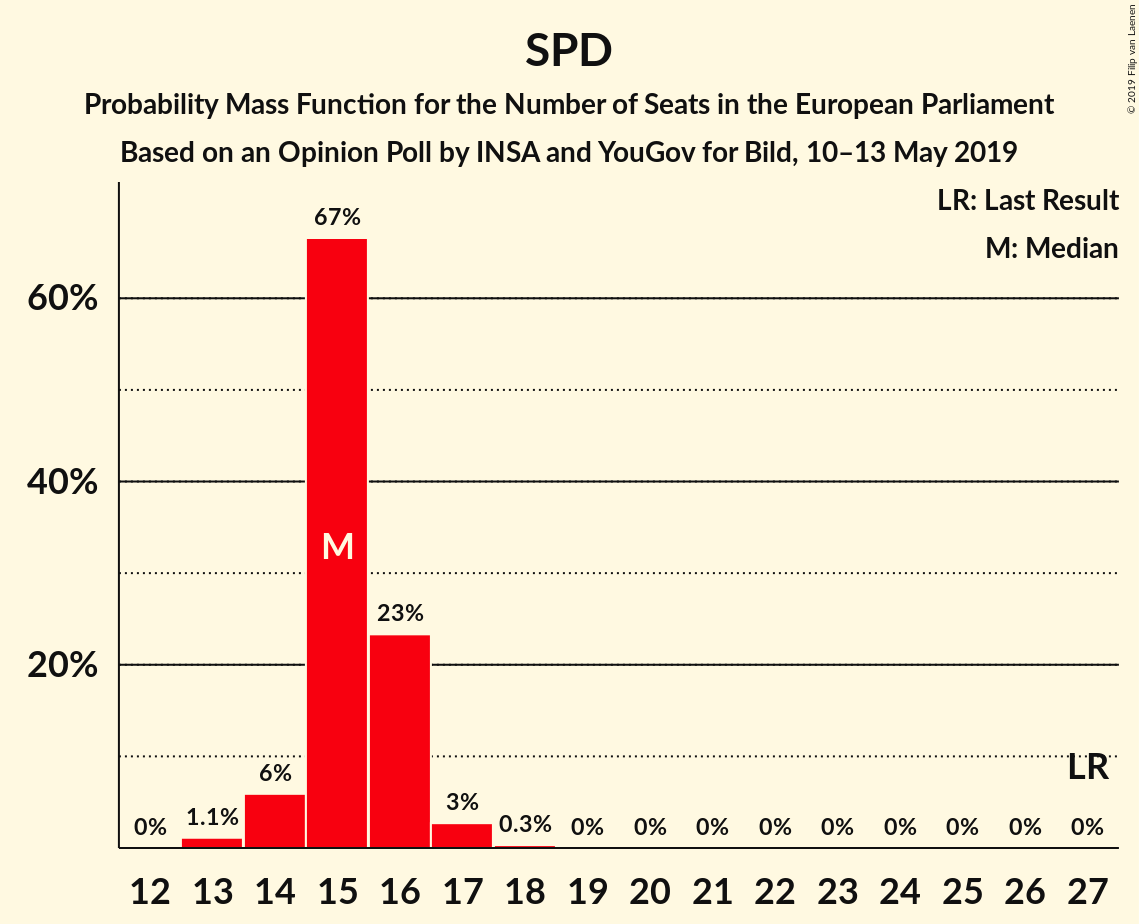 SPD
Probability Mass Function for the Number of Seats in the European Parliament
Based on an Opinion Poll by INSA and YouGov for Bild, 10–13 May 2019
© 2019 Filip van Laenen
LR: Last Result
M: Median
67%
60%
40%
M
23%
20%
LR
6%
3%
0% 1.1% 0.3% 0% 0% 0% 0% 0% 0% 0% 0% 0%
12 13 14 15 16 17 18 19 20 21 22 23 24 25 26 27